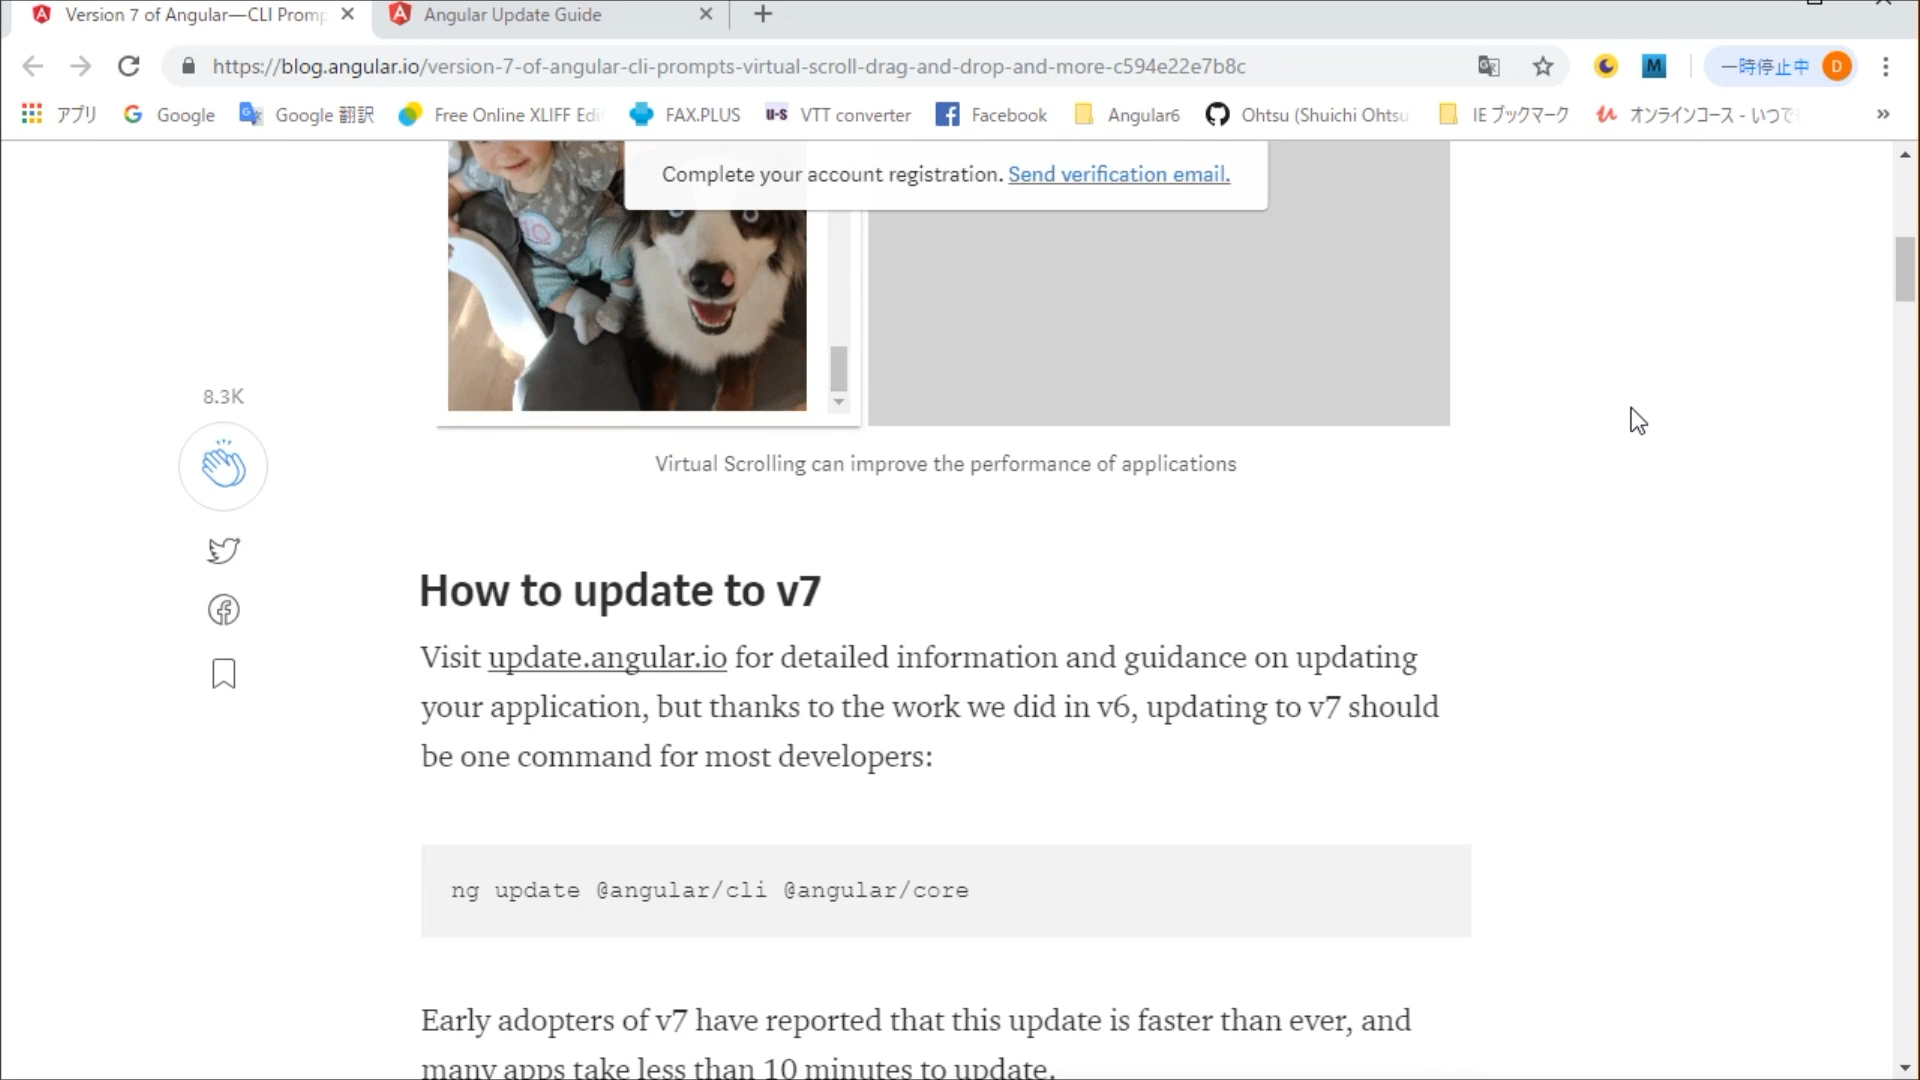 Version 7 of Angular—CLI Promp
Angular Update Guide
https://blog.angular.io/version-7-of-angular-cli-prompts-virtual-scroll-drag-and-drop-and-more-c594e22e7b8c
M
一時停止中
D
アプリ
Google
Google 翻訳
Free Online XLIFF Edi
FAX.PLUS
VTT converter
Facebook
Angular6
Ohtsu (Shuichi Ohtsu
IE ブックマーク
オンラインコース - いつで
Complete your account registration. Send verification email.
8.3K
Virtual Scrolling can improve the performance of applications
How to update to v7
Visit update.angular.io for detailed information and guidance on updating
your application, but thanks to the work we did in v6, updating to v7 should
be one command for most developers:
ng update @angular/cli @angular/core
Early adopters of v7 have reported that this update is faster than ever, and
many apps take less than 10 minutes to update.